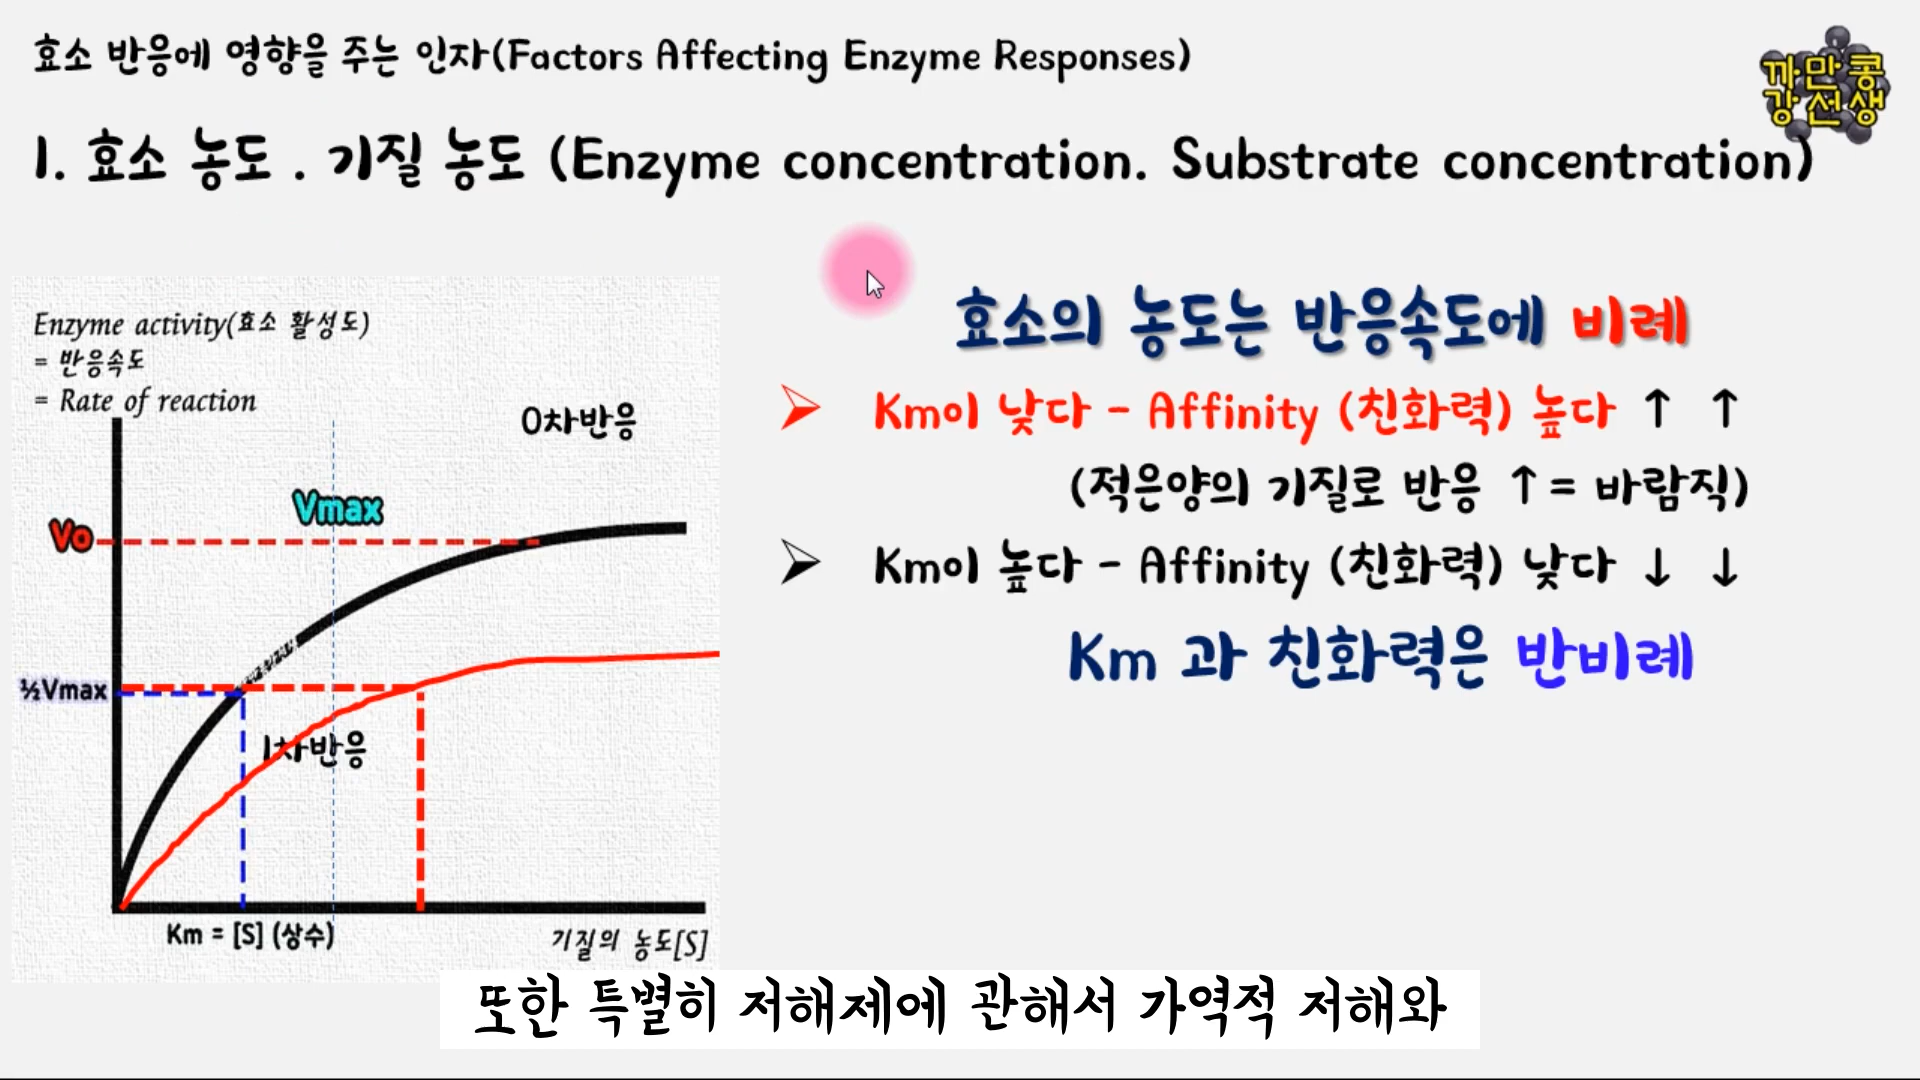 효소 반응에 영향을 주는 인자(Factors Affecting Enzyme Responses)
까만콩
강선생
1. 효소 농도 . 기질 농도 (Enzyme concentration. Substrate concentration)
Enzyme activity(효소 활성도)
= 반응속도
= Rate of reaction
0차반응
Vmax
Vo
½Vmax
1차반응
Km = [S] (상수)
기질의 농도[S]
효소의 농도는 반응속도에 비례
➢ Km이 낮다 - Affinity (친화력) 높다 ↑ ↑
(적은양의 기질로 반응 ↑ = 바람직)
➢ Km이 높다 - Affinity (친화력) 낮다 ↓ ↓
Km 과 친화력은 반비례
또한 특별히 저해제에 관해서 가역적 저해와